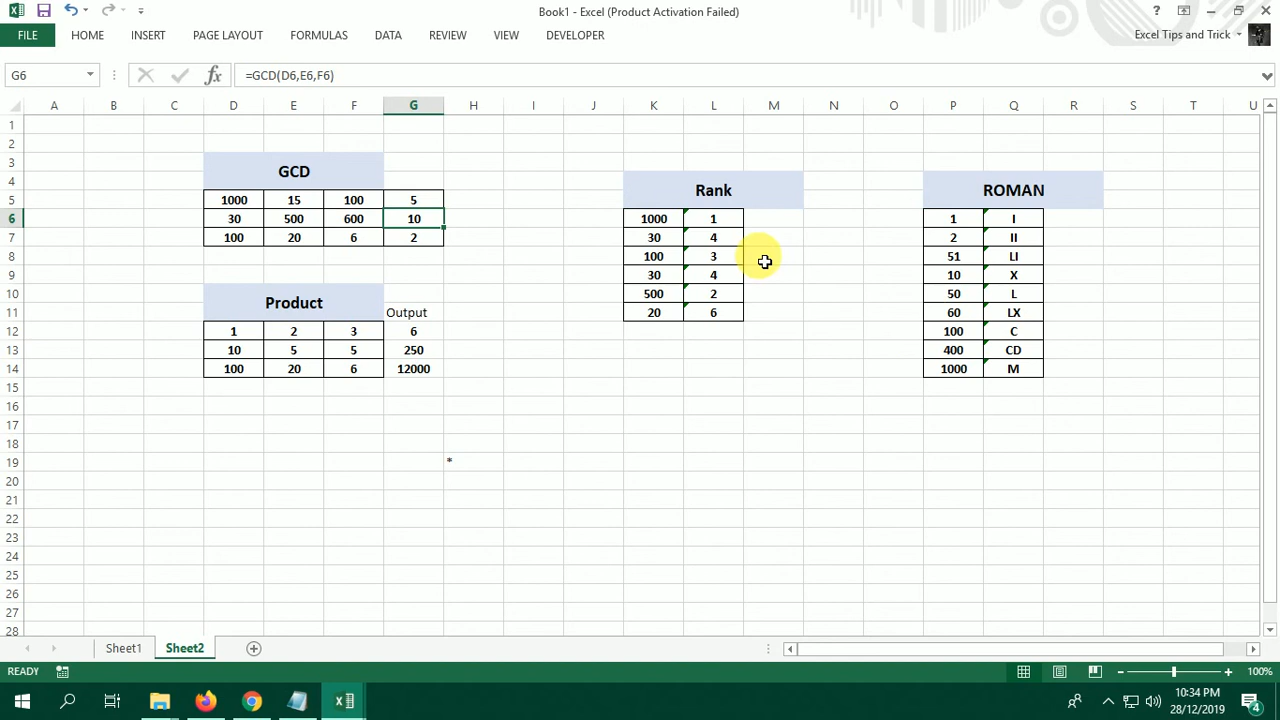 Book1 - Excel (Product Activation Failed)
?
FILE HOME INSERT PAGE LAYOUT FORMULAS DATA REVIEW VIEW DEVELOPER Excel Tips and Trick
G6 fx =GCD(D6,E6,F6)
A B C D E F G H I J K L M N O P Q R S T U
1
2
3
GCD
4
Rank ROMAN
5 1000 15 100 5
6 30 500 600 10 1000 1 1 I
7 100 20 6 2 30 4 2 II
8 100 3 51 LI
9 30 4 10 X
10 500 2 50 L
Product
11 Output 20 6 60 LX
12 1 2 3 6 100 C
13 10 5 5 250 400 CD
14 100 20 6 12000 1000 M
15
16
17
18
19 *
20
21
22
23
24
25
26
27
28
Sheet1 Sheet2
READY 100%
10:34 PM
28/12/2019
4